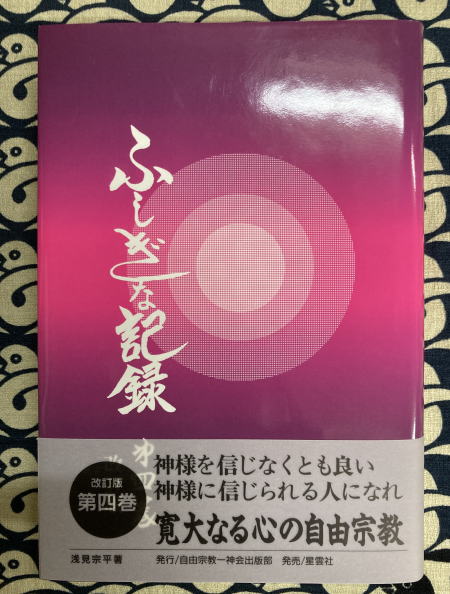 ふしぎな記録
第四巻
改訂版
第四巻
神様を信じなくとも良い
神様に信じられる人になれ
寛大なる心の自由宗教
浅見宗平著 発行/自由宗教一神会出版部 発売/星雲社